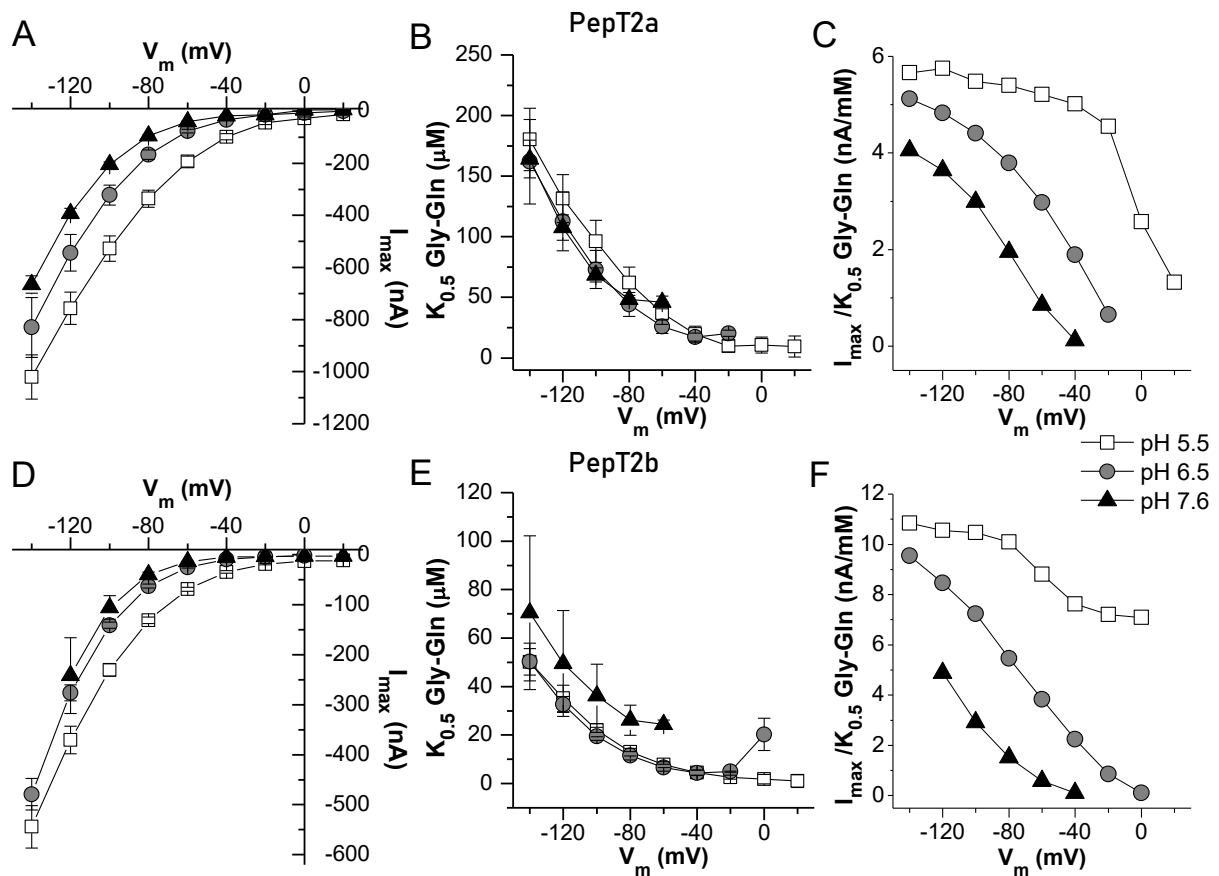 PepT2a
A
V_m (mV)
-120 -80 -40 0
0
-200
-400
-600
-800
-1000
-1200
I_max (nA)
B
250
200
150
100
50
0
K_0.5 Gly-Gln (μM)
-120 -80 -40 0
V_m (mV)
C
6
4
2
0
I_max /K_0.5 Gly-Gln (nA/mM)
-120 -80 -40 0
V_m (mV)
pH 5.5
pH 6.5
pH 7.6
PepT2b
D
V_m (mV)
-120 -80 -40 0
0
-100
-200
-300
-400
-500
-600
I_max (nA)
E
120
100
80
60
40
20
0
K_0.5 Gly-Gln (μM)
-120 -80 -40 0
V_m (mV)
F
12
10
8
6
4
2
0
I_max/K_0.5 Gly-Gln (nA/mM)
-120 -80 -40 0
V_m (mV)